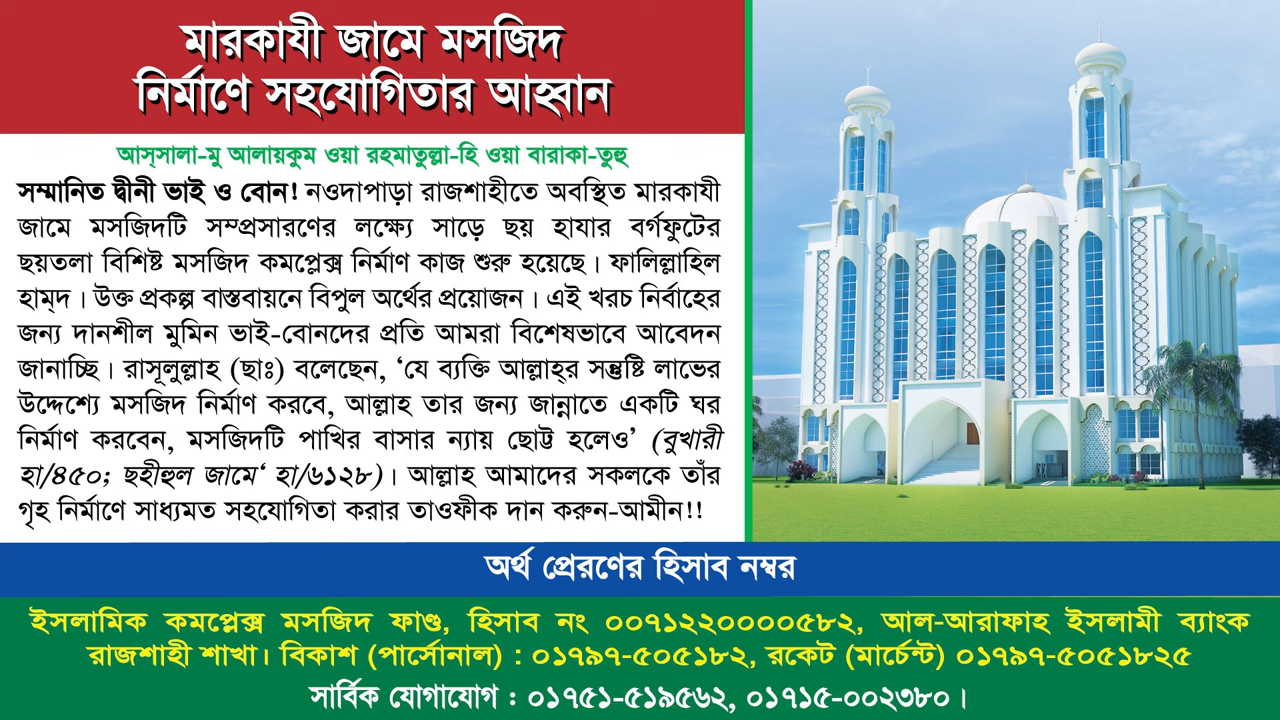 মারকাযী জামে মসজিদ
নির্মাণে সহযোগিতার আহ্বান
আস্সালা-মু আলায়কুম ওয়া রহমাতুল্লা-হি ওয়া বারাকা-তুহু
সম্মানিত দ্বীনী ভাই ও বোন! নওদাপাড়া রাজশাহীতে অবস্থিত মারকাযী
জামে মসজিদটি সম্প্রসারণের লক্ষ্যে সাড়ে ছয় হাযার বর্গফুটের
ছয়তলা বিশিষ্ট মসজিদ কমপ্লেক্স নির্মাণ কাজ শুরু হয়েছে। ফালিল্লাহিল
হাম্দ। উক্ত প্রকল্প বাস্তবায়নে বিপুল অর্থের প্রয়োজন। এই খরচ নির্বাহের
জন্য দানশীল মুমিন ভাই-বোনদের প্রতি আমরা বিশেষভাবে আবেদন
জানাচ্ছি। রাসূলুল্লাহ (ছাঃ) বলেছেন, ‘যে ব্যক্তি আল্লাহ্‌র সন্তুষ্টি লাভের
উদ্দেশ্যে মসজিদ নির্মাণ করবে, আল্লাহ তার জন্য জান্নাতে একটি ঘর
নির্মাণ করবেন, মসজিদটি পাখির বাসার ন্যায় ছোট্ট হলেও’ (বুখারী
হা/৪৫০; ছহীহুল জামে‘ হা/৬১২৮)। আল্লাহ আমাদের সকলকে তাঁর
গৃহ নির্মাণে সাধ্যমত সহযোগিতা করার তাওফীক দান করুন-আমীন!!
অর্থ প্রেরণের হিসাব নম্বর
ইসলামিক কমপ্লেক্স মসজিদ ফাণ্ড, হিসাব নং ০০৭১২২০০০০৫৮২, আল-আরাফাহ ইসলামী ব্যাংক
রাজশাহী শাখা। বিকাশ (পার্সোনাল) : ০১৭৯৭-৫০৫১৮২, রকেট (মার্চেন্ট) ০১৭৯৭-৫০৫১৮২৫
সার্বিক যোগাযোগ : ০১৭৫১-৫১৯৫৬২, ০১৭১৫-০০২৩৮০।